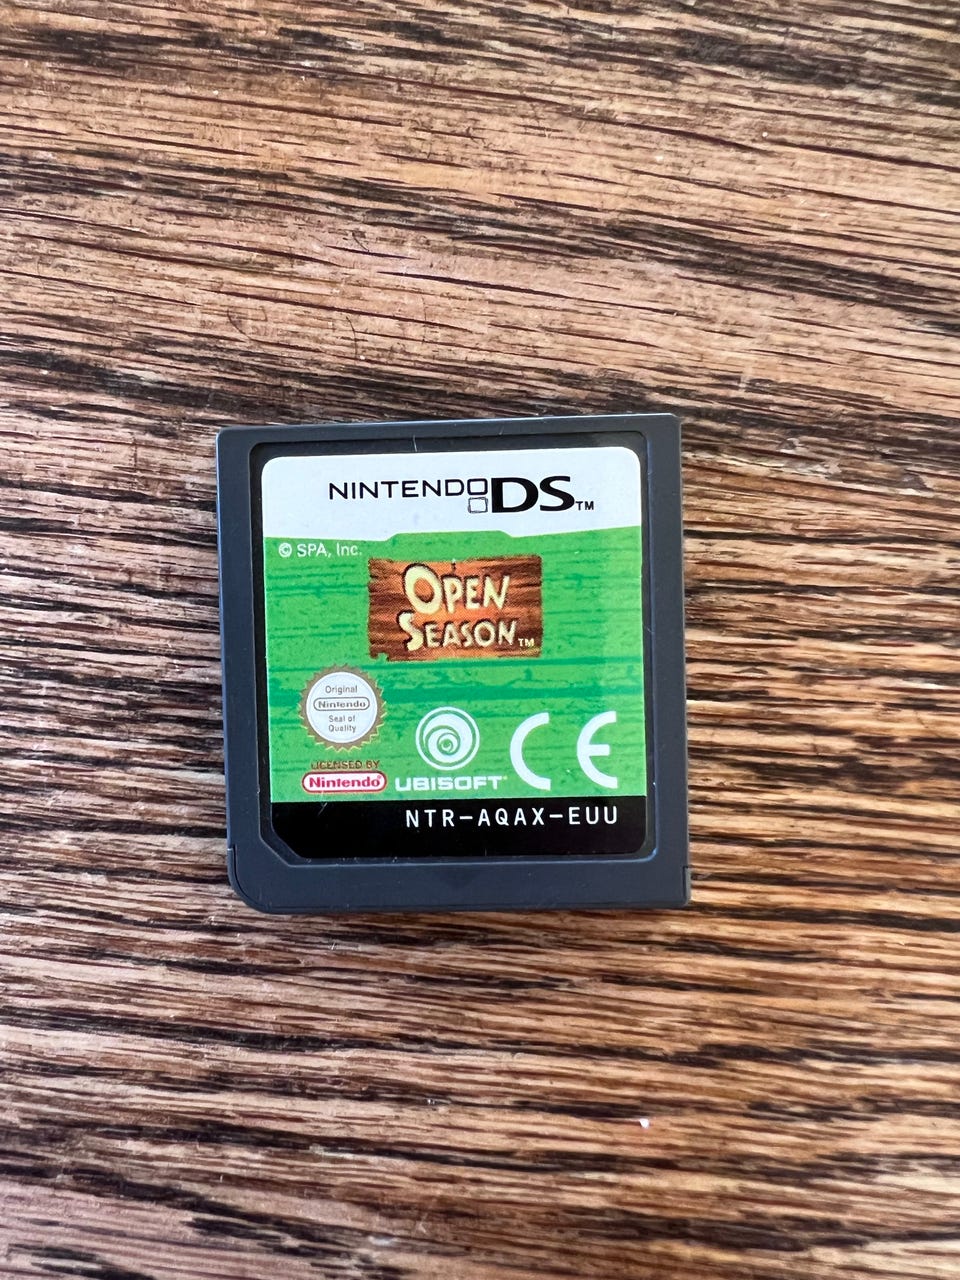 NINTENDO DS™
© SPA, Inc.
OPEN
SEASON™
Original
Nintendo
Seal of
Quality
LICENSED BY
Nintendo®
UBISOFT®
CE
NTR-AQAX-EUU